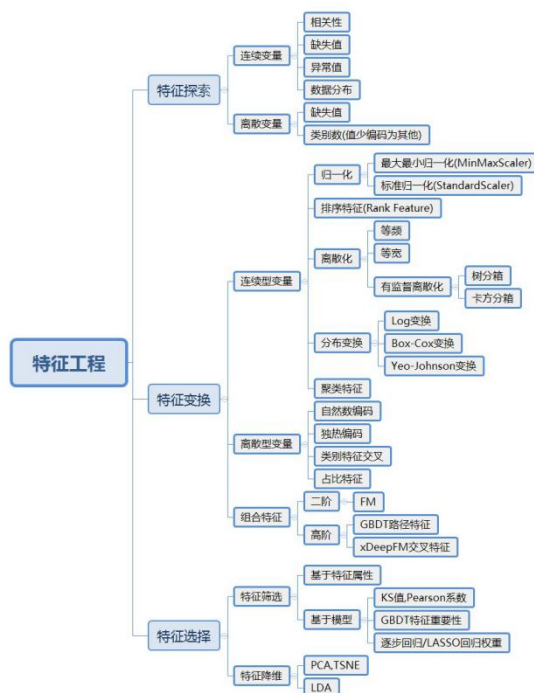 特征工程
特征探索
连续变量
相关性
缺失值
异常值
数据分布
离散变量
缺失值
类别数(值少编码为其他)
特征变换
连续型变量
归一化
最大最小归一化(MinMaxScaler)
标准归一化(StandardScaler)
排序特征(Rank Feature)
离散化
等频
等宽
有监督离散化
树分箱
卡方分箱
分布变换
Log变换
Box-Cox变换
Yeo-Johnson变换
聚类特征
离散型变量
自然数编码
独热编码
类别特征交叉
占比特征
组合特征
二阶
FM
高阶
GBDT路径特征
xDeepFM交叉特征
特征选择
特征筛选
基于特征属性
基于模型
KS值,Pearson系数
GBDT特征重要性
逐步回归/LASSO回归权重
特征降维
PCA,TSNE
LDA